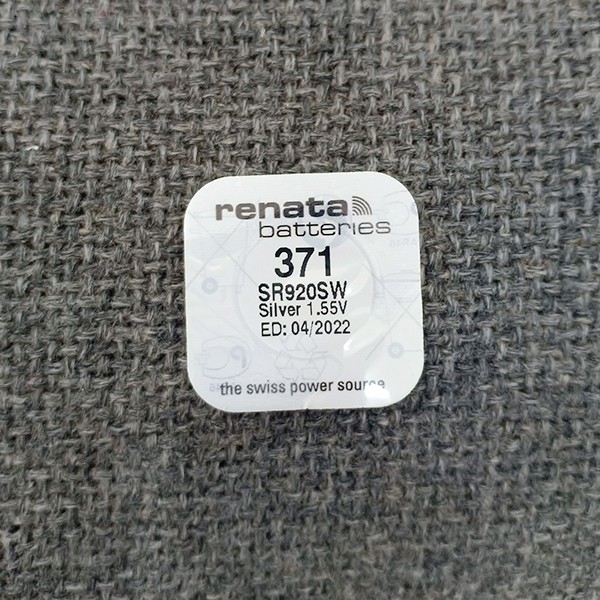 renata
batteries
371
SR920SW
Silver 1.55V
ED: 04/2022
the swiss power source